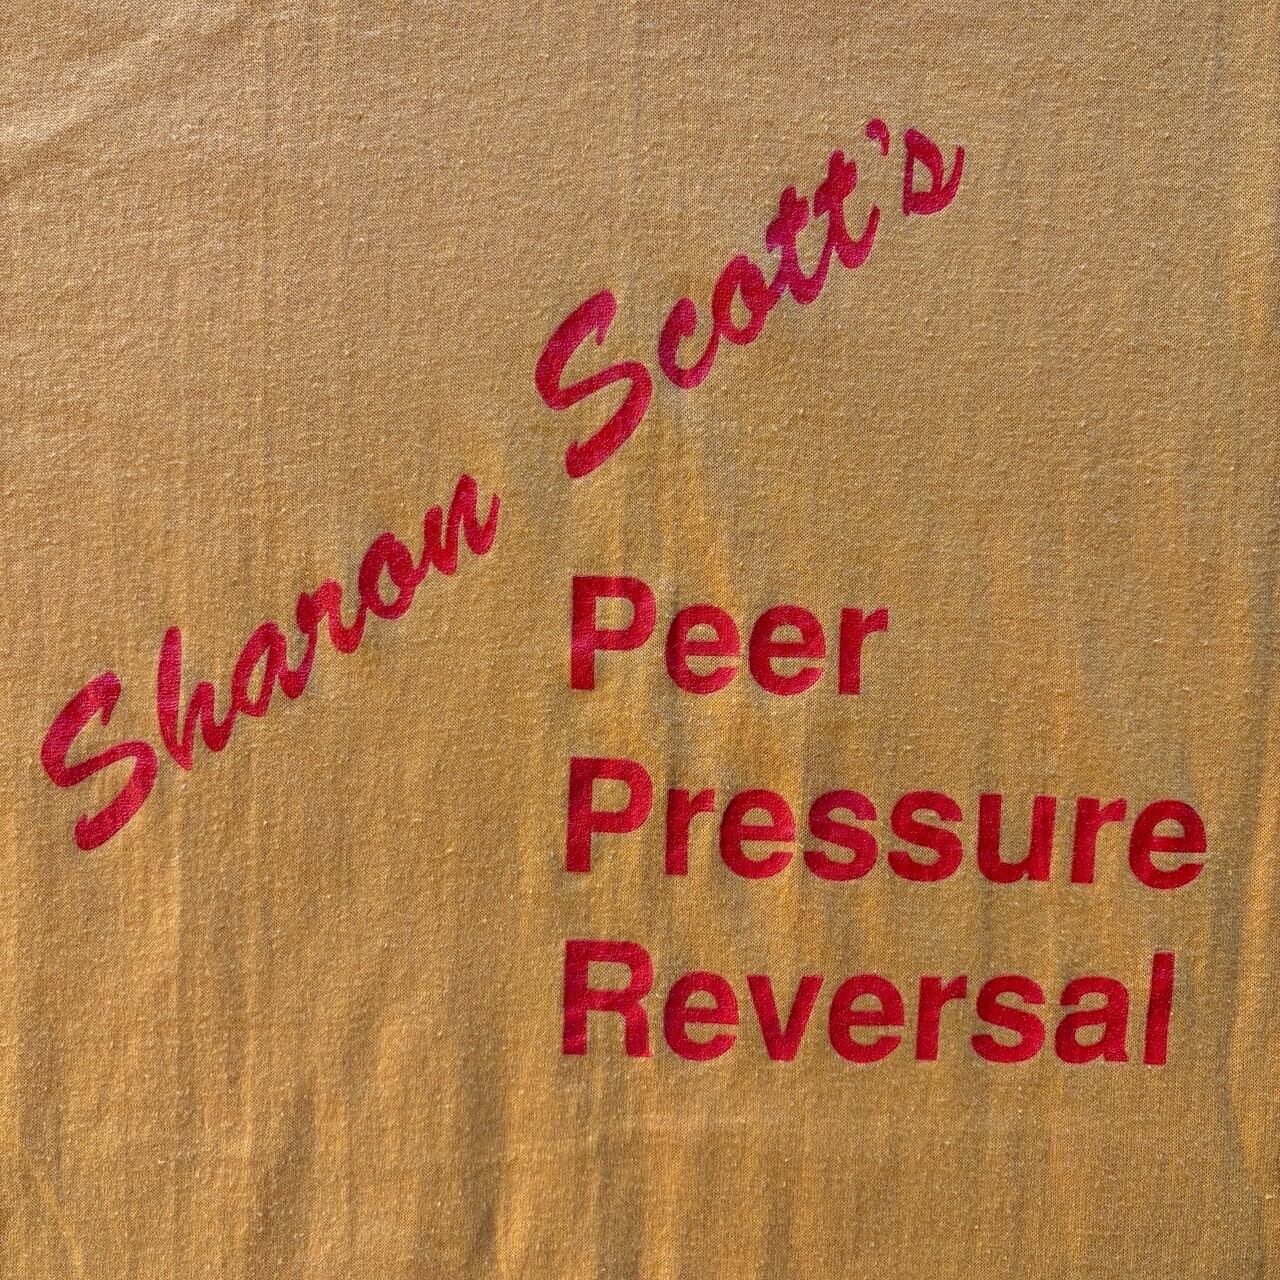 Sharon Scott's
Peer
Pressure
Reversal